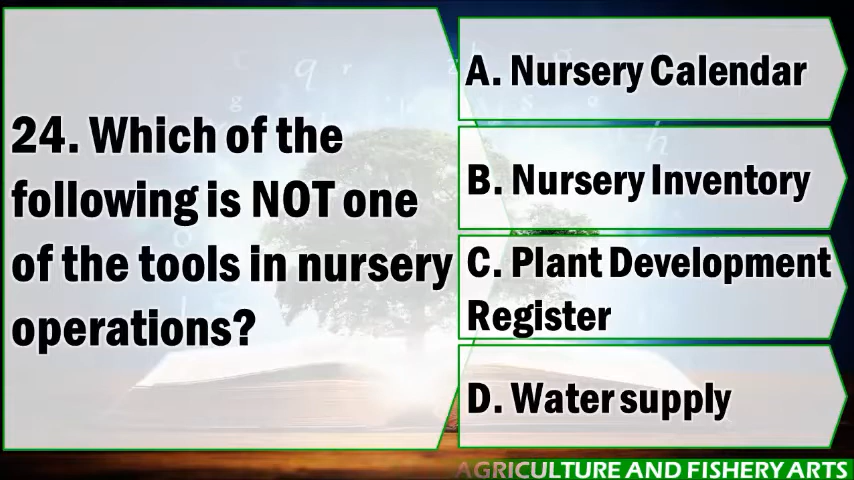 24. Which of the
following is NOT one
of the tools in nursery
operations?
A. Nursery Calendar
B. Nursery Inventory
C. Plant Development
Register
D. Water supply
AGRICULTURE AND FISHERY ARTS